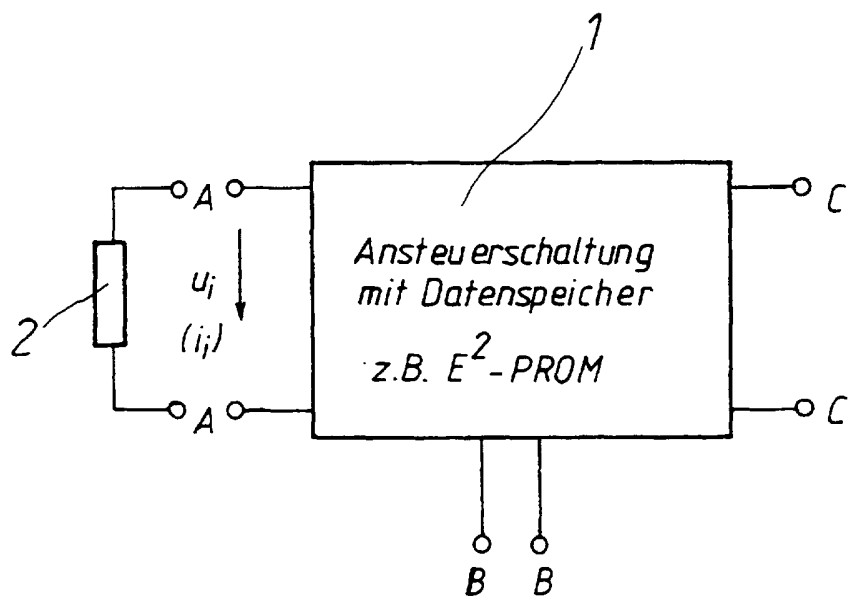 1
A
C
Ansteuerschaltung
mit Datenspeicher
u_i
(i_i)
2
z.B. E²-PROM
A
C
B B